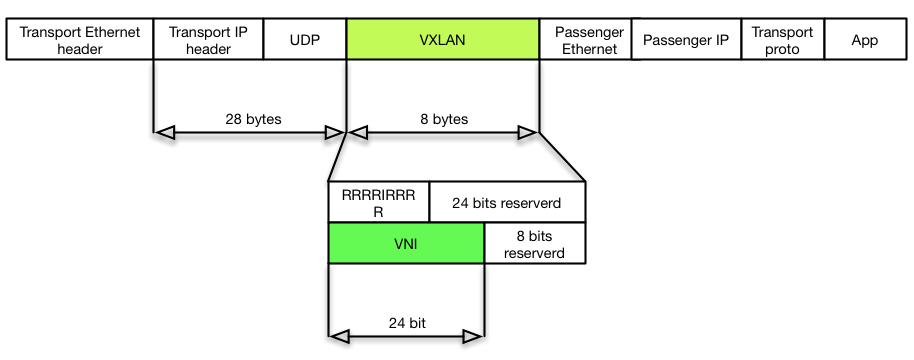 Transport Ethernet
header
Transport IP
header
UDP
VXLAN
Passenger
Ethernet
Passenger IP
Transport
proto
App
28 bytes
8 bytes
RRRRIRRR
R
24 bits reserverd
VNI
8 bits
reserverd
24 bit